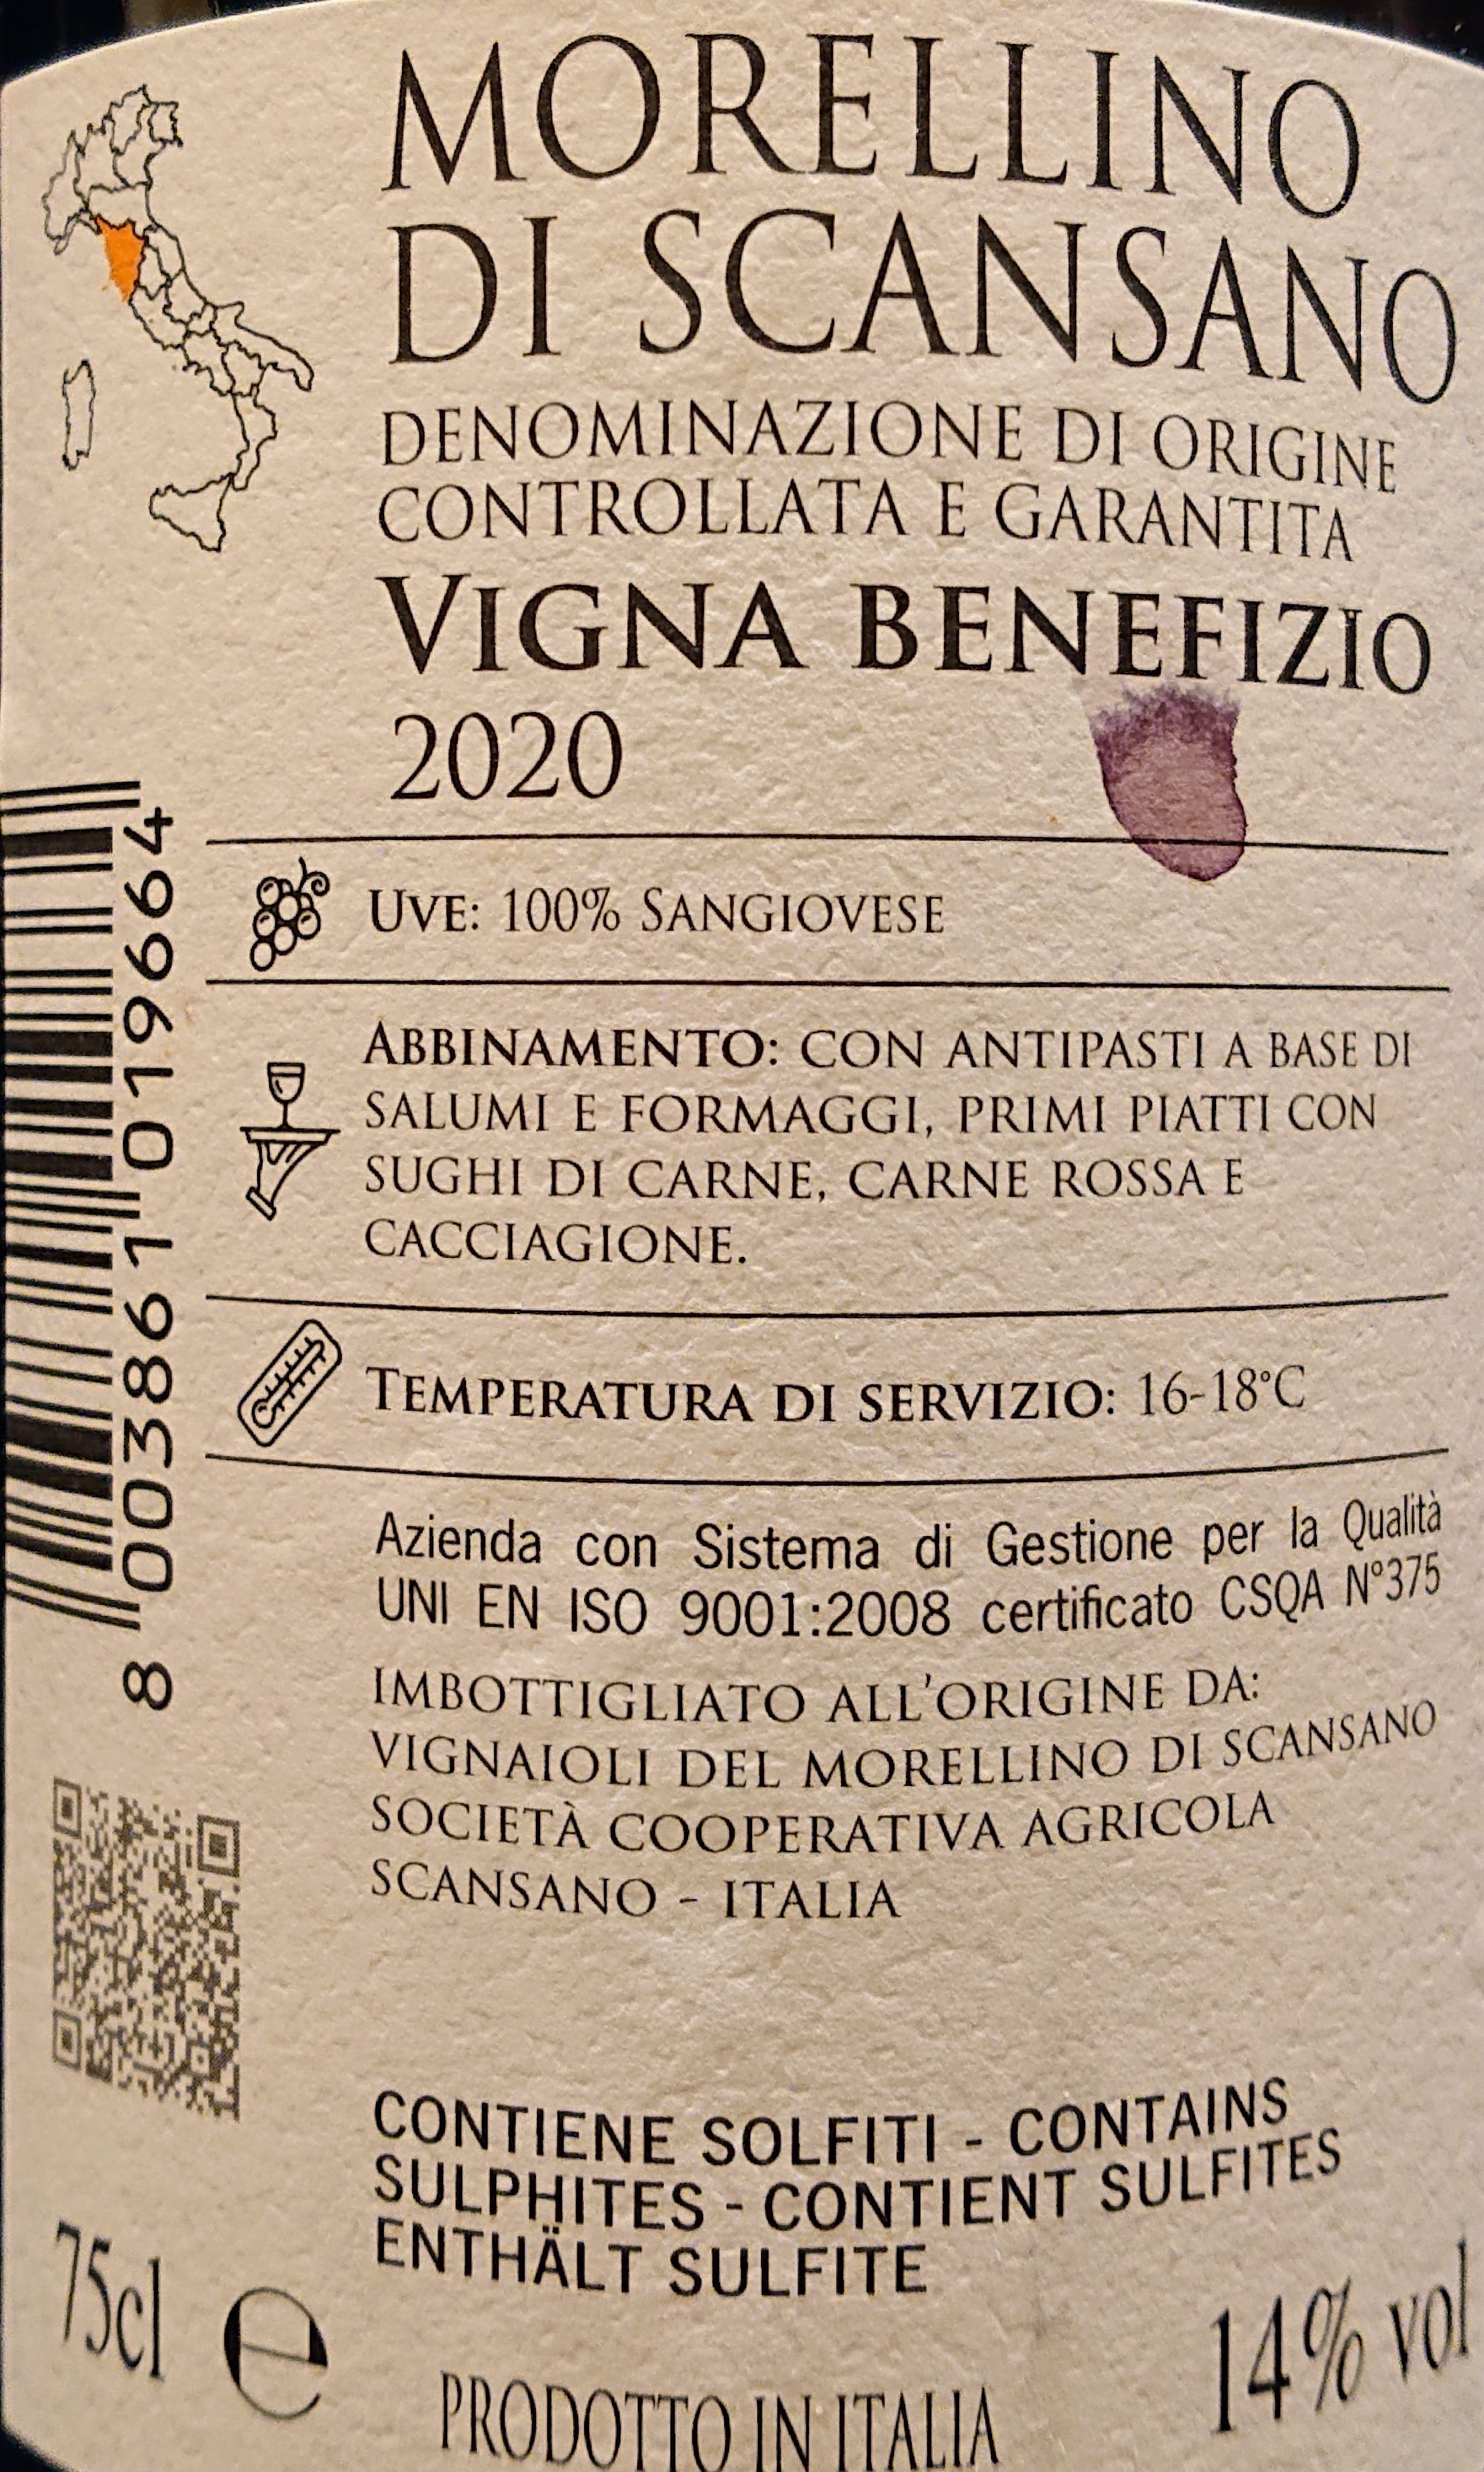 MORELLINO
DI SCANSANO
DENOMINAZIONE DI ORIGINE
CONTROLLATA E GARANTITA
VIGNA BENEFIZIO
2020
UVE: 100% SANGIOVESE
ABBINAMENTO: CON ANTIPASTI A BASE DI
SALUMI E FORMAGGI, PRIMI PIATTI CON
SUGHI DI CARNE, CARNE ROSSA E
CACCIAGIONE.
TEMPERATURA DI SERVIZIO: 16-18°C
Azienda con Sistema di Gestione per la Qualità
UNI EN ISO 9001:2008 certificato CSQA N°375
IMBOTTIGLIATO ALL'ORIGINE DA:
VIGNAIOLI DEL MORELLINO DI SCANSANO
SOCIETÀ COOPERATIVA AGRICOLA
SCANSANO - ITALIA
8 003861 019664
CONTIENE SOLFITI - CONTAINS
SULPHITES - CONTIENT SULFITES
ENTHÄLT SULFITE
75cl e
14% vol
PRODOTTO IN ITALIA